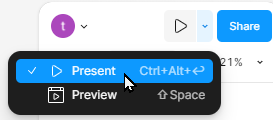 t
Share
21%
Present Ctrl+Alt+↵
Preview ⇧Space